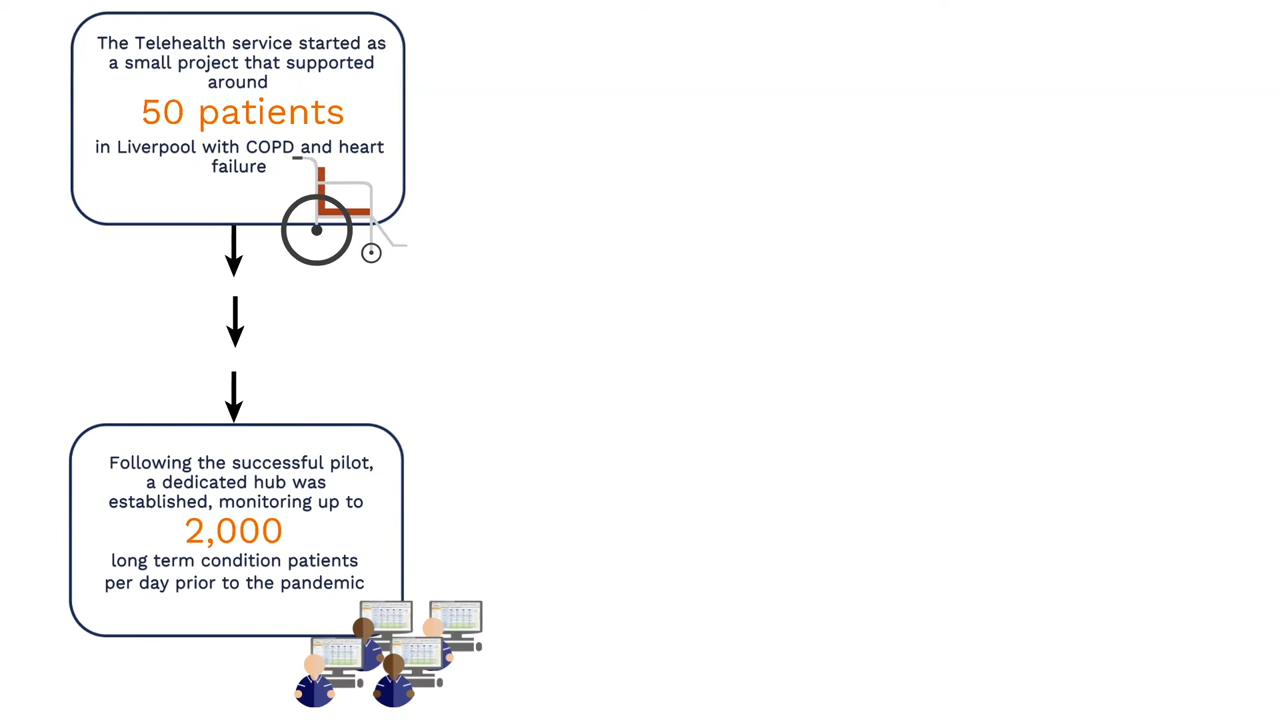 The Telehealth service started as
a small project that supported
around
50 patients
in Liverpool with COPD and heart
failure
Following the successful pilot,
a dedicated hub was
established, monitoring up to
2,000
long term condition patients
per day prior to the pandemic